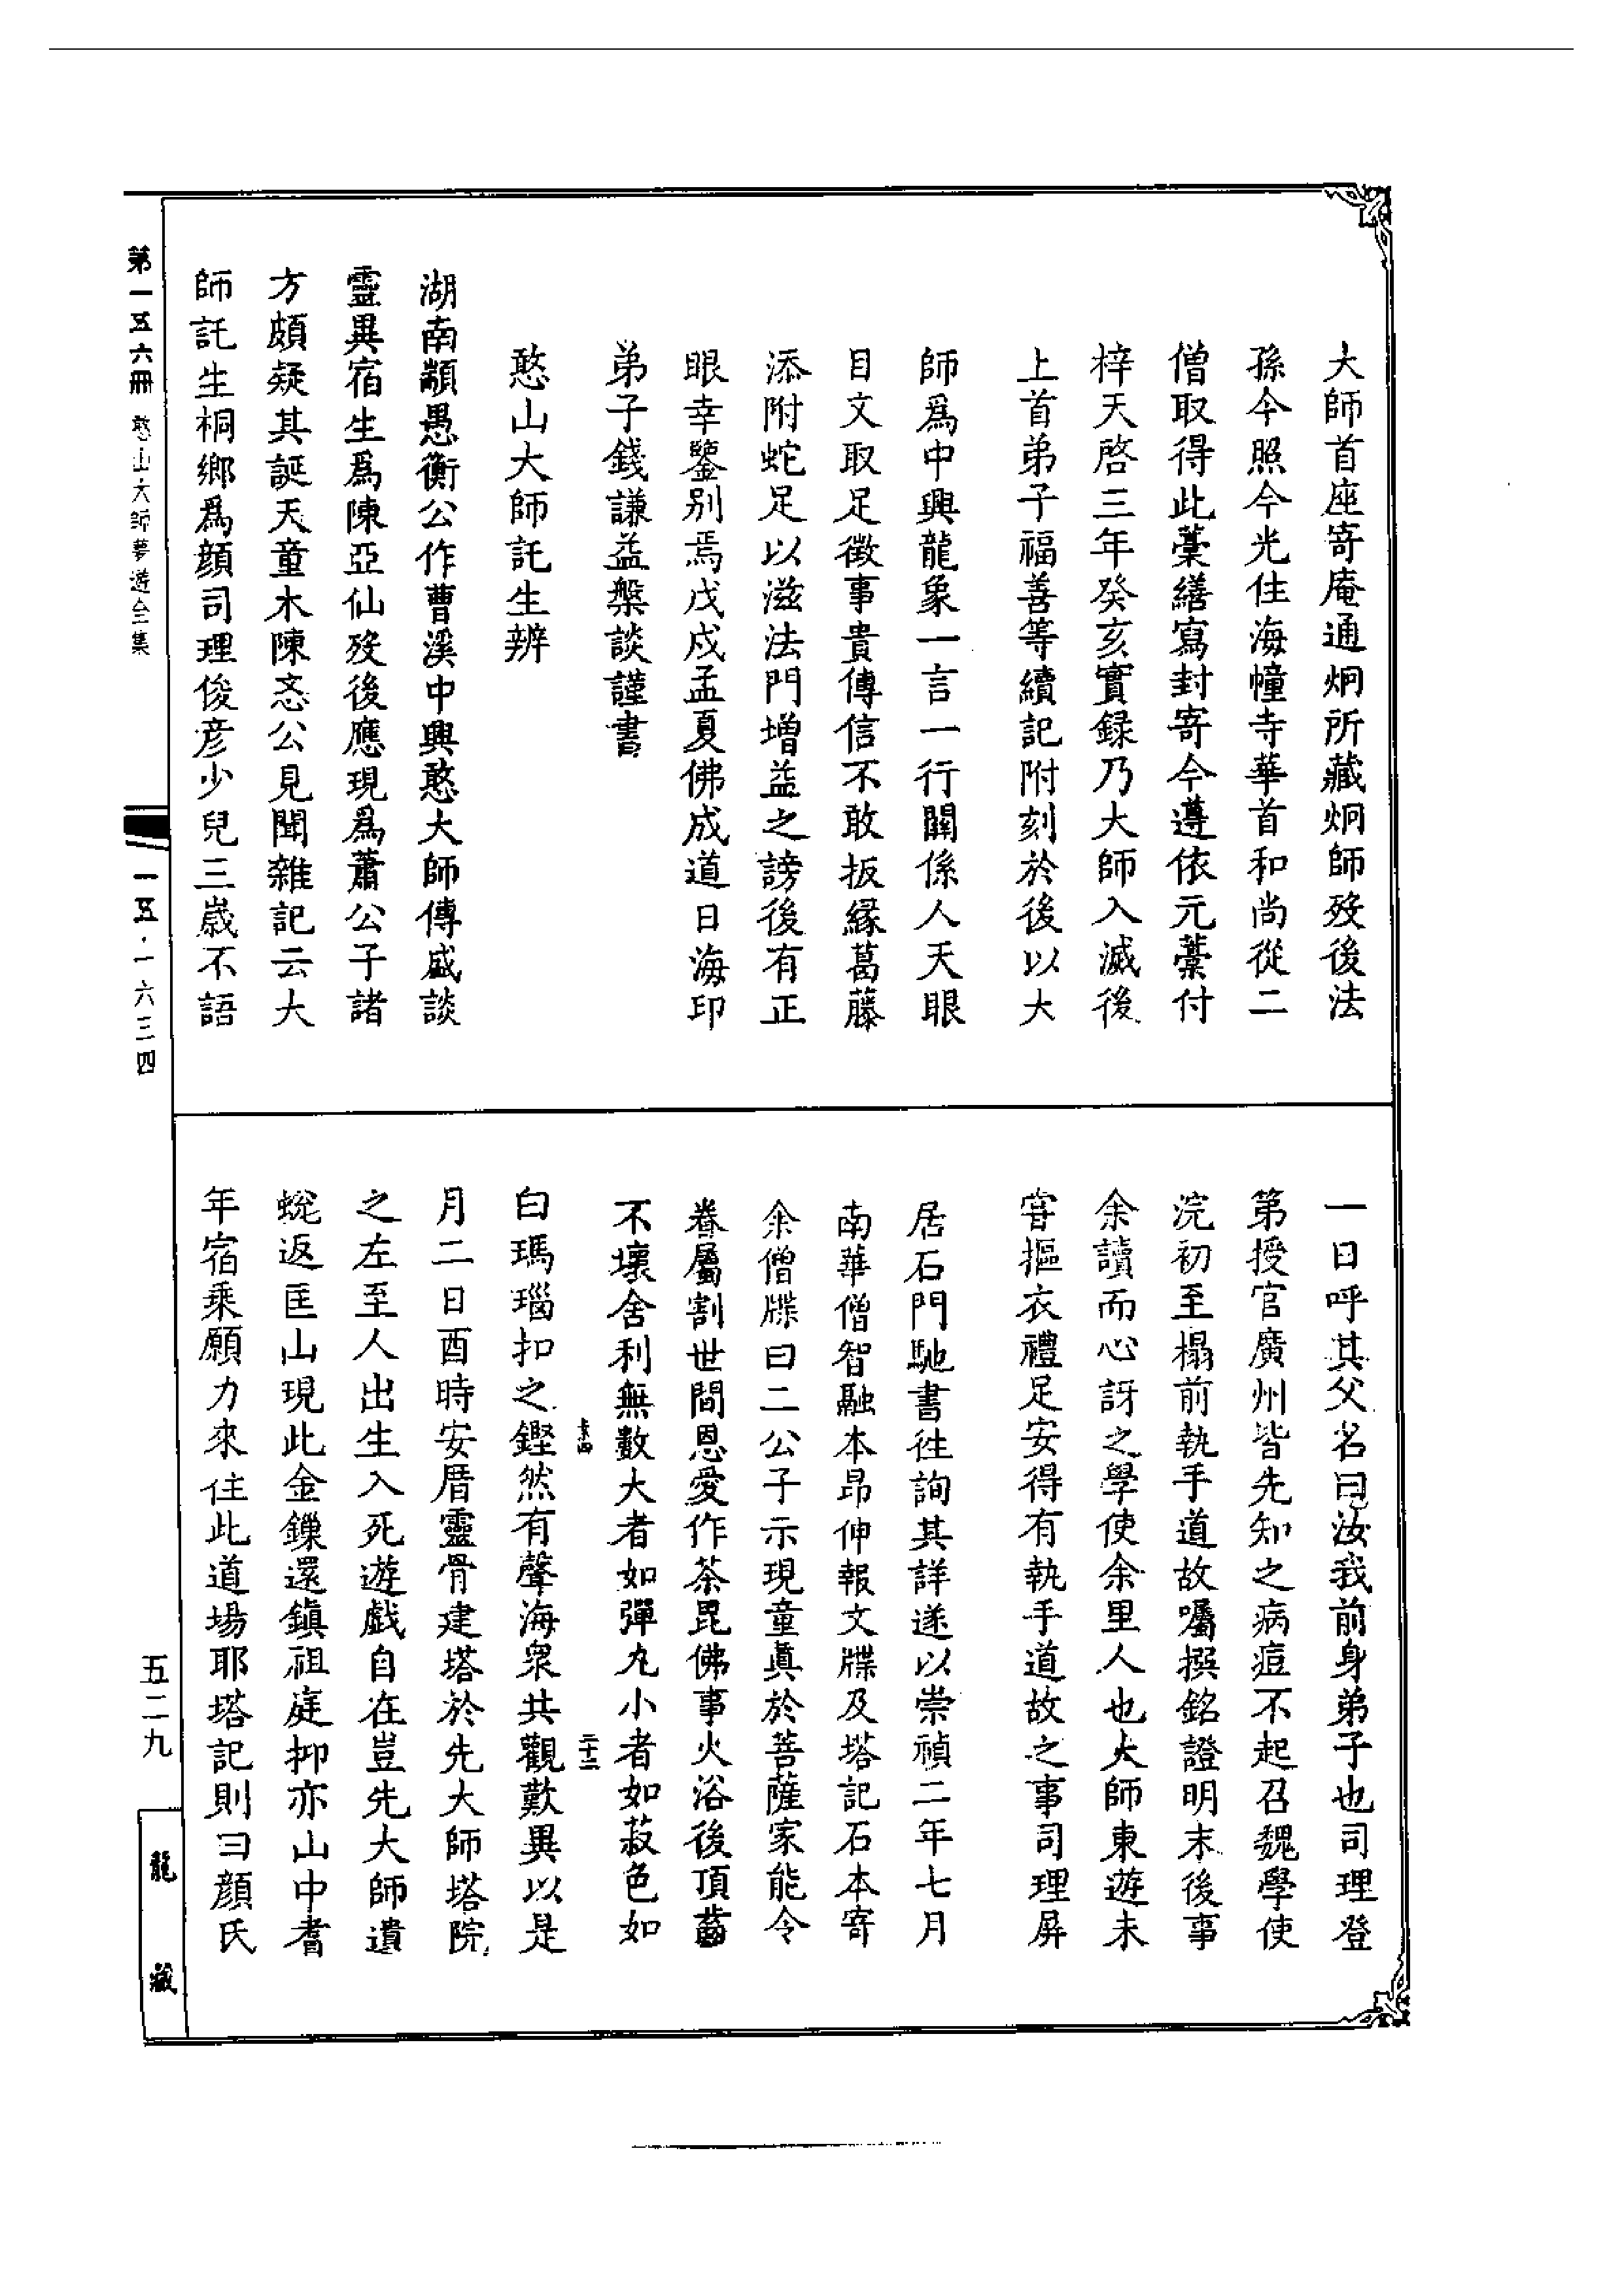 大師首座寄庵通炯所藏炯師歿後法
孫今照今光住海幢寺華首和尚從二
僧取得此藁繕寫封寄今遵依元藁付
梓天啓三年癸亥實録乃大師入滅後
上首弟子福善等續記附刻於後以大
師爲中興龍象一言一行關係人天眼
目文取足徵事貴傳信不敢扳緣葛藤
添附蛇足以滋法門增益之謗後有正
眼幸鑒別焉戊戌孟夏佛成道日海印
弟子錢謙益槃談謹書
憨山大師託生辨
湖南顓愚衡公作曹溪中興憨大師傳盛談
靈異宿生爲陳亞仙歿後應現爲蕭公子諸
方頗疑其誕天童木陳忞公見聞雜記云大
師託生桐鄉爲顏司理俊彦少兒三歲不語
一日呼其父名曰汝我前身弟子也司理登
第授官廣州皆先知之病痘不起召魏學使
浣初至榻前執手道故囑撰銘證明末後事
余讀而心訝之學使余里人也大師東遊未
甞摳衣禮足安得有執手道故之事司理屏
居石門馳書徃詢其詳遂以崇禎二年七月
南華僧智融本昂伸報文牒及塔記石本寄
余僧牒曰二公子示現童眞於菩薩家能令
眷屬割世間恩愛作茶毘佛事火浴後頂齒
不壞舍利無數大者如彈丸小者如菽色如
白瑪瑙扣之鏗然有聲海衆共觀歎異以是
月二日酉時安厝靈骨建塔於先大師塔院
之左至人出生入死遊戲自在豈先大師遺
蛻返匡山現此金鏁還鎭祖庭抑亦山中耆
年宿乘願力來住此道場耶塔記則曰顏氏
二十三
第一五六冊
憨山大師夢遊全集
一五·一六三四
五二九
龍藏